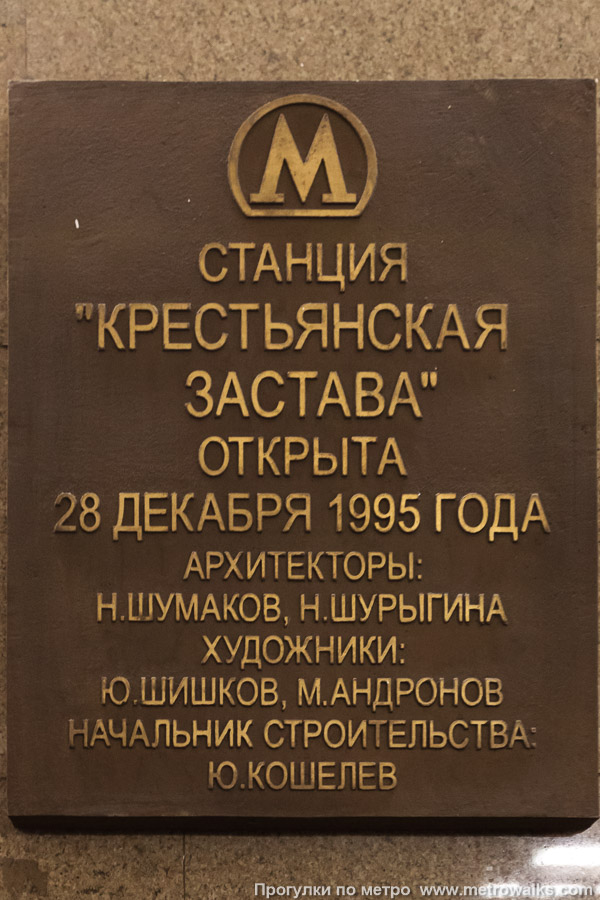 М
СТАНЦИЯ
"КРЕСТЬЯНСКАЯ
ЗАСТАВА"
ОТКРЫТА
28 ДЕКАБРЯ 1995 ГОДА
АРХИТЕКТОРЫ:
Н.ШУМАКОВ, Н.ШУРЫГИНА
ХУДОЖНИКИ:
Ю.ШИШКОВ, М.АНДРОНОВ
НАЧАЛЬНИК СТРОИТЕЛЬСТВА:
Ю.КОШЕЛЕВ
Прогулки по метро www.metrowalks.com